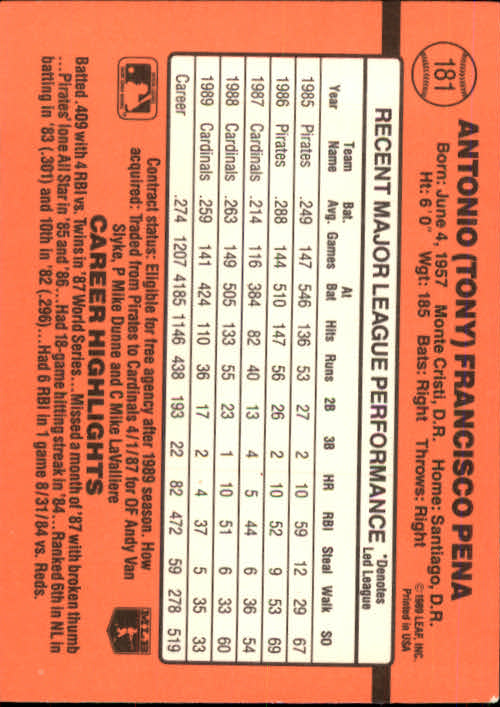 181
ANTONIO (TONY) FRANCISCO PENA
Born: June 4, 1957 Monte Cristi, D.R. Home: Santiago, D.R.
Ht: 6'0" Wgt: 185 Bats: Right Throws: Right
©1989 LEAF, INC.
Printed in USA
RECENT MAJOR LEAGUE PERFORMANCE *Denotes Led League
Year Team Name Bat. Avg. Games At Bat Hits Runs 2B 3B HR RBI Steal Walk SO
1985 Pirates .249 147 546 136 53 27 2 10 59 12 29 67
1986 Pirates .288 144 510 147 56 26 2 10 52 9 53 69
1987 Cardinals .214 116 384 82 40 13 4 5 44 6 36 54
1988 Cardinals .263 149 505 133 55 23 1 10 51 6 33 60
1989 Cardinals .259 141 424 110 36 17 2 4 37 5 35 33
Career .274 1207 4185 1146 438 193 22 82 472 59 278 519
Contract status: Eligible for free agency after 1989 season. How
acquired: Traded from Pirates to Cardinals 4/1/87 for OF Andy Van
Slyke, P Mike Dunne and C Mike LaValliere
MLB
CAREER HIGHLIGHTS
Batted .409 with 4 RBI vs. Twins in '87 World Series...Missed a month of '87 with broken thumb
...Pirates' lone All Star in '85 and '86...Had 18-game hitting streak in '84...Ranked 6th in NL in
batting in '83 (.301) and 10th in '82 (.296)...Had 6 RBI in 1 game 8/31/84 vs. Reds.